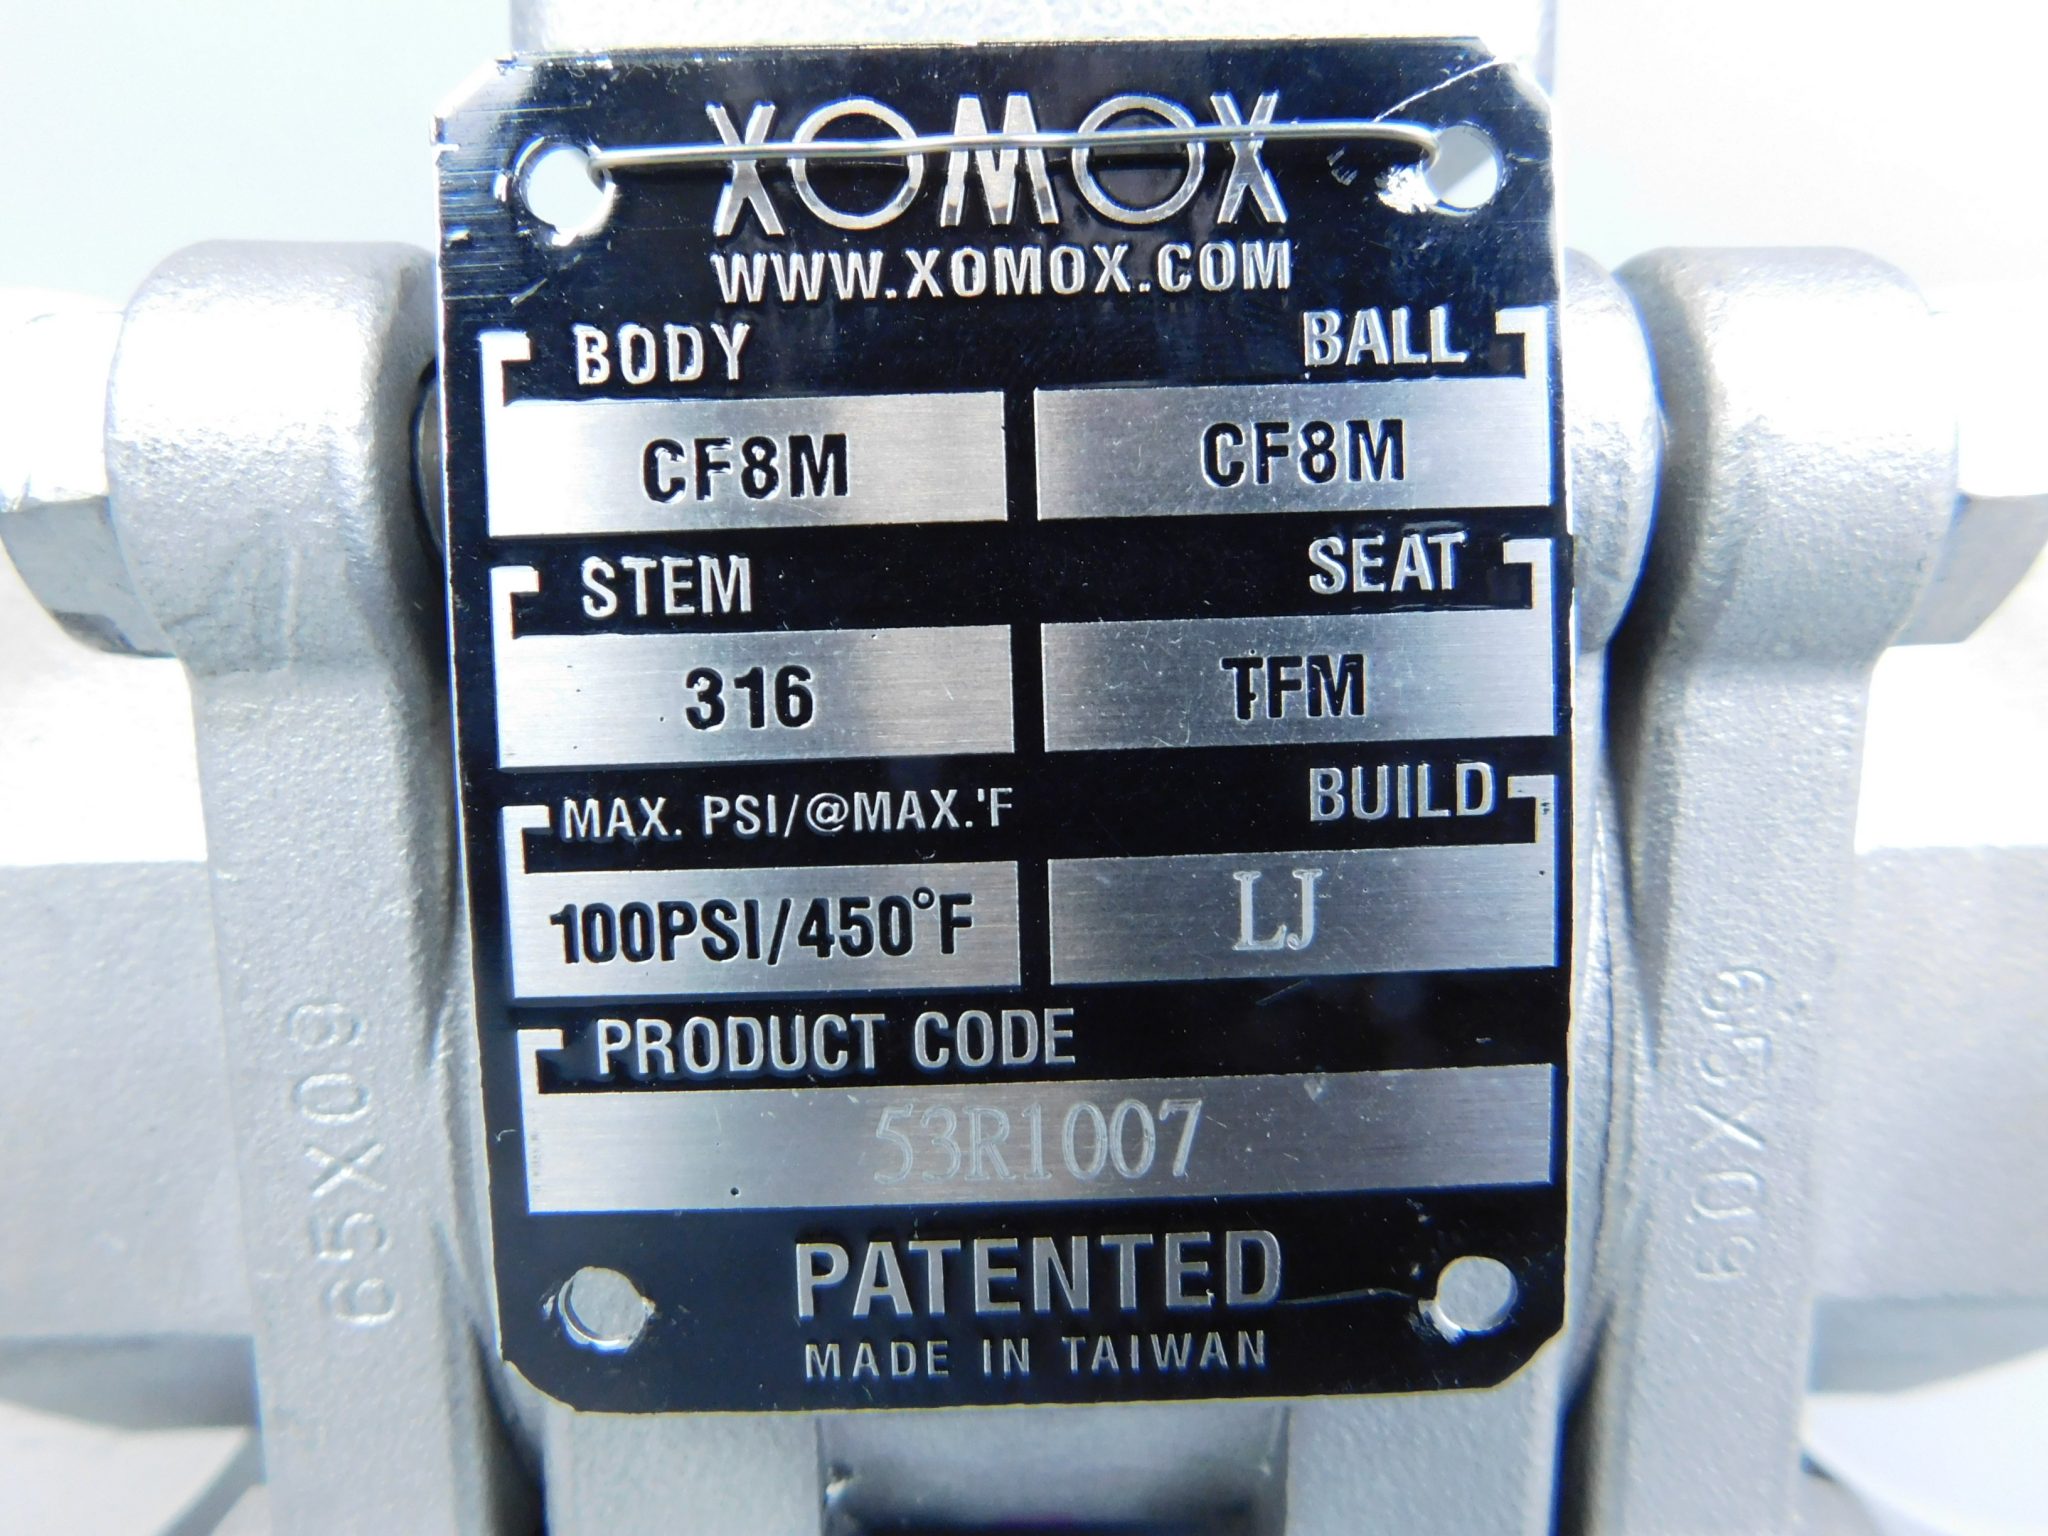 XOMOX
WWW.XOMOX.COM
BODY BALL
CF8M CF8M
STEM SEAT
316 TFM
MAX. PSI/@MAX.'F BUILD
100PSI/450°F LJ
PRODUCT CODE
53R1007
PATENTED
MADE IN TAIWAN
65X09